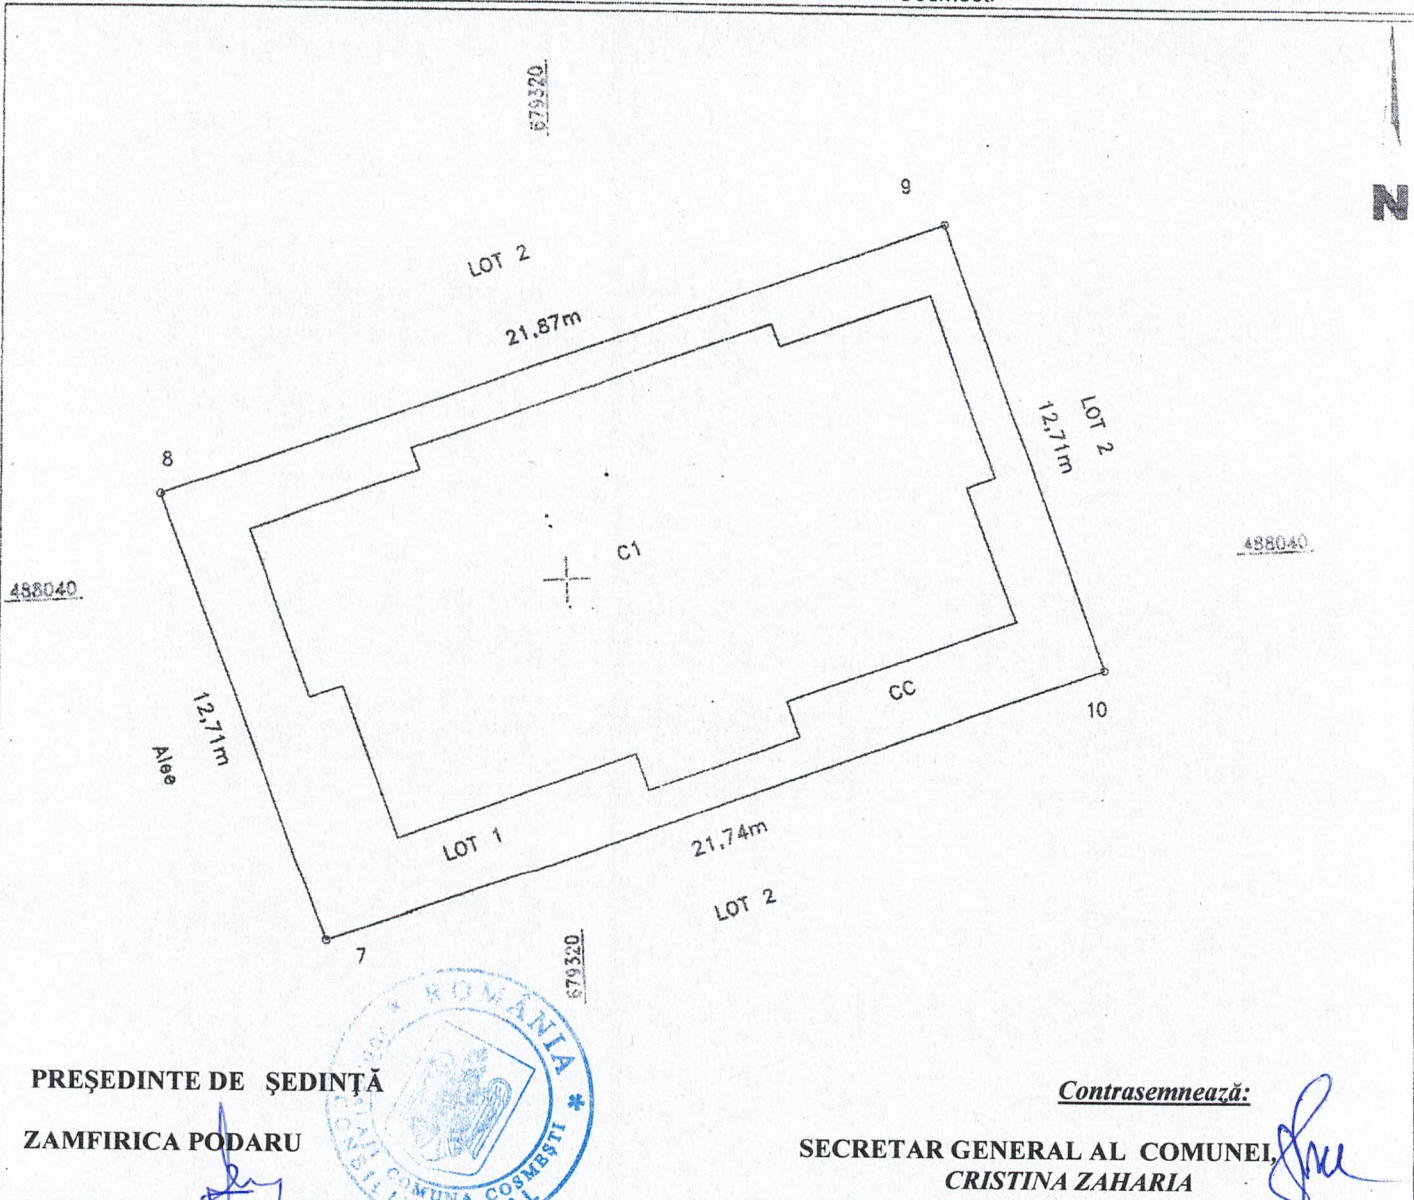 679320
N
9
LOT 2
21.87m
LOT 2
12,71m
8
C1
488040
488040
CC
10
12,71m
Alee
LOT 1
21,74m
LOT 2
7
679320
ROMÂNIA
COMUNA COSMEȘTI
PREŞEDINTE DE ŞEDINŢĂ
Contrasemnează:
ZAMFIRICA PODARU
SECRETAR GENERAL AL COMUNEI,
CRISTINA ZAHARIA